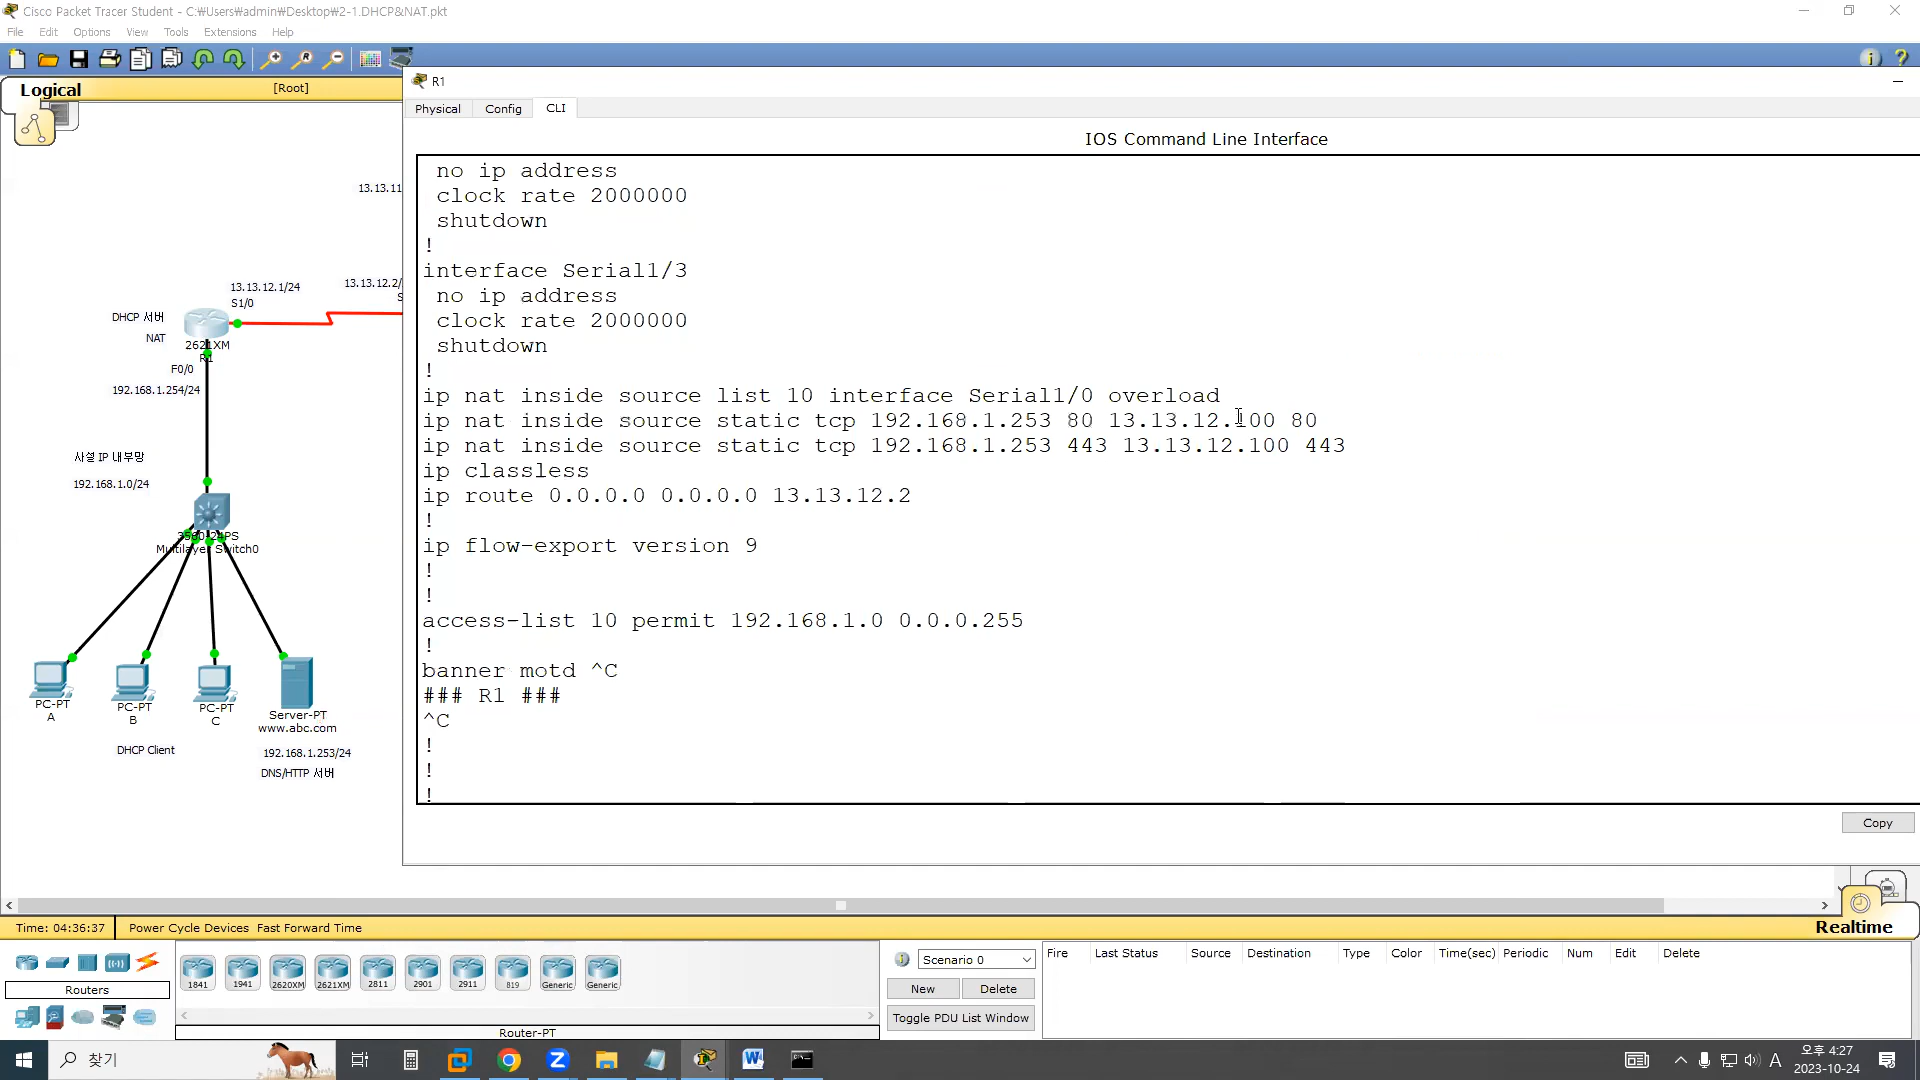 Cisco Packet Tracer Student - C:₩Users₩admin₩Desktop₩2-1.DHCP&NAT.pkt
File Edit Options View Tools Extensions Help
Logical
[Root]
R1
Physical Config CLI
IOS Command Line Interface
no ip address
clock rate 2000000
shutdown
!
interface Serial1/3
no ip address
clock rate 2000000
shutdown
!
ip nat inside source list 10 interface Serial1/0 overload
ip nat inside source static tcp 192.168.1.253 80 13.13.12.100 80
ip nat inside source static tcp 192.168.1.253 443 13.13.12.100 443
ip classless
ip route 0.0.0.0 0.0.0.0 13.13.12.2
!
ip flow-export version 9
!
!
access-list 10 permit 192.168.1.0 0.0.0.255
!
banner motd ^C
### R1 ###
^C
!
!
!
Copy
13.13.11
13.13.12.1/24
S1/0
13.13.12.2/
S
DHCP 서버
NAT
2621XM
R1
F0/0
192.168.1.254/24
사설 IP 내부망
192.168.1.0/24
3560-24PS
Multilayer Switch0
PC-PT
A
PC-PT
B
PC-PT
C
Server-PT
www.abc.com
DHCP Client
192.168.1.253/24
DNS/HTTP 서버
Time: 04:36:37
Power Cycle Devices Fast Forward Time
Realtime
Routers
1841 1941 2620XM 2621XM 2811 2901 2911 819 Generic Generic
Router-PT
Scenario 0
New Delete
Toggle PDU List Window
Fire Last Status Source Destination Type Color Time(sec) Periodic Num Edit Delete
찾기
A
오후 4:27
2023-10-24